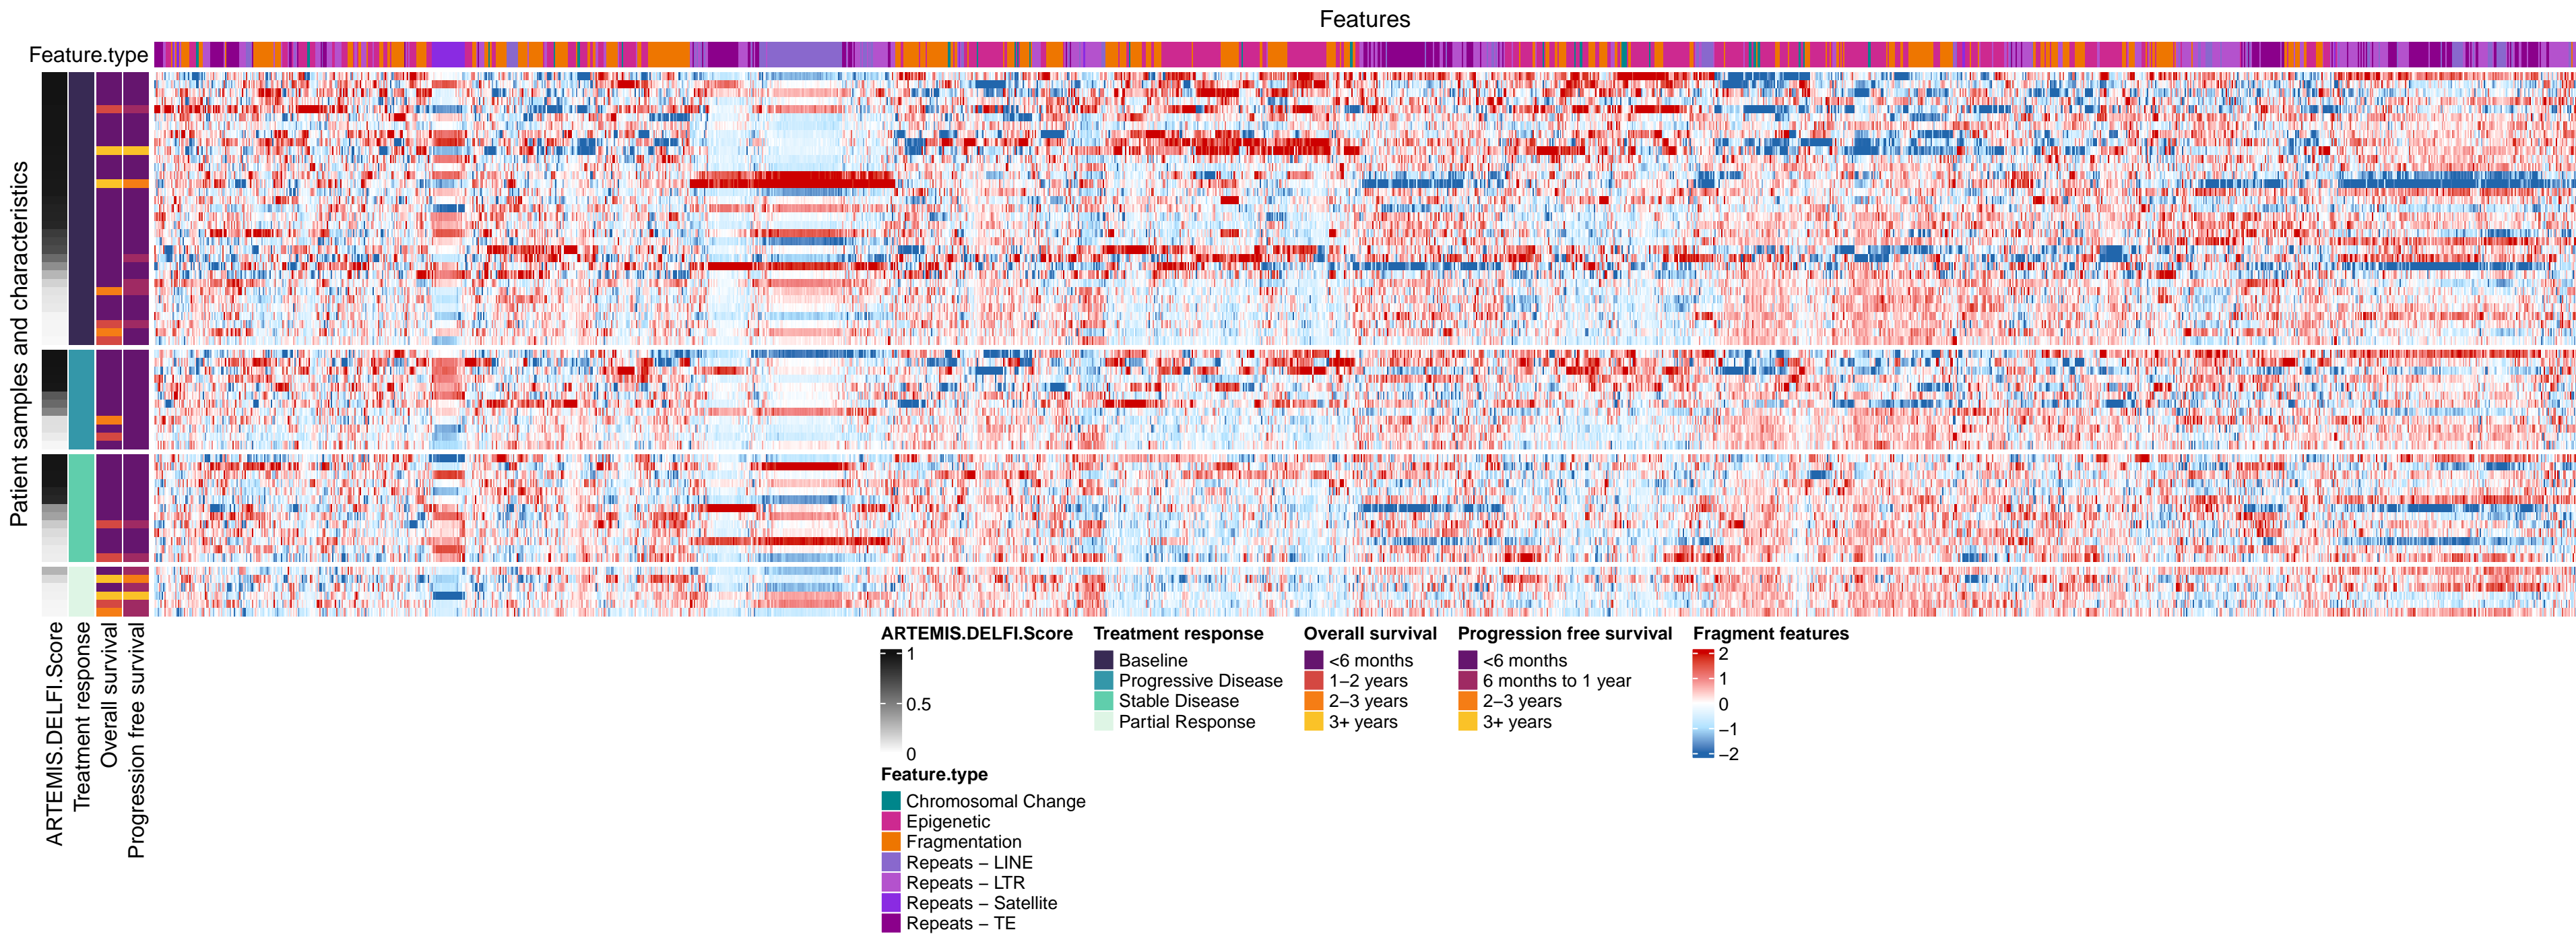 Features
Feature.type
Patient samples and characteristics
ARTEMIS.DELFI.Score
Treatment response
Overall survival
Progression free survival
ARTEMIS.DELFI.Score
1
0.5
0
Treatment response
Baseline
Progressive Disease
Stable Disease
Partial Response
Overall survival
<6 months
1–2 years
2–3 years
3+ years
Progression free survival
<6 months
6 months to 1 year
2–3 years
3+ years
Fragment features
2
1
0
–1
–2
Feature.type
Chromosomal Change
Epigenetic
Fragmentation
Repeats – LINE
Repeats – LTR
Repeats – Satellite
Repeats – TE